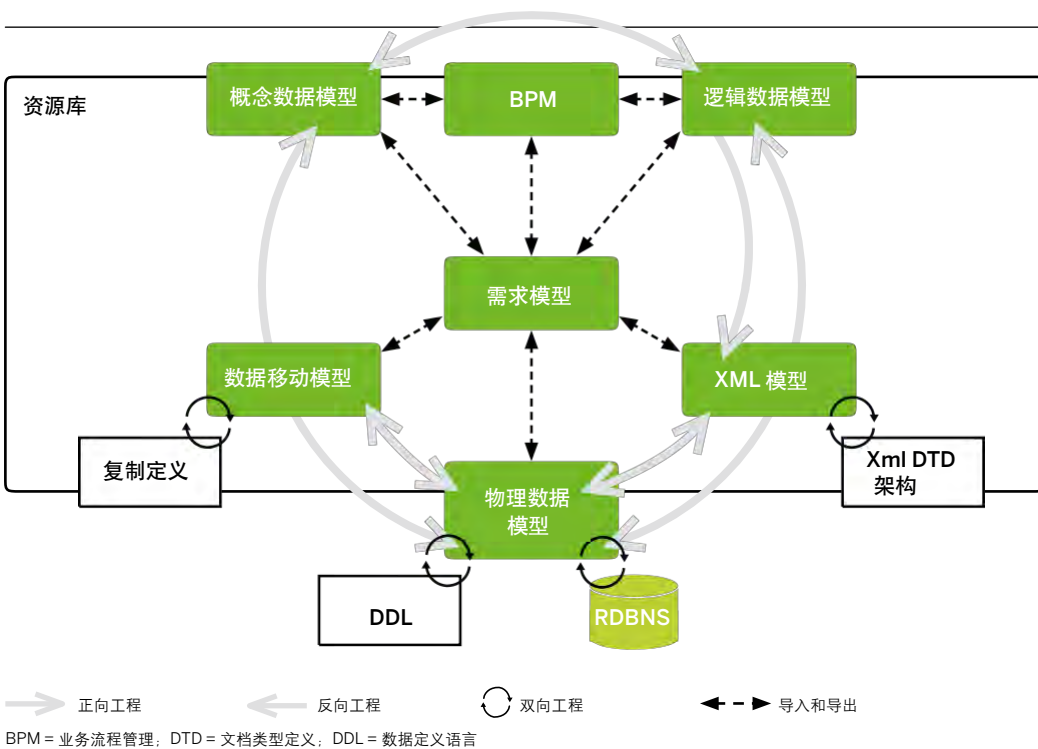 资源库
概念数据模型
BPM
逻辑数据模型
需求模型
数据移动模型
XML 模型
复制定义
Xml DTD
架构
物理数据
模型
DDL
RDBNS
正向工程
反向工程
双向工程
导入和导出
BPM = 业务流程管理; DTD = 文档类型定义; DDL = 数据定义语言